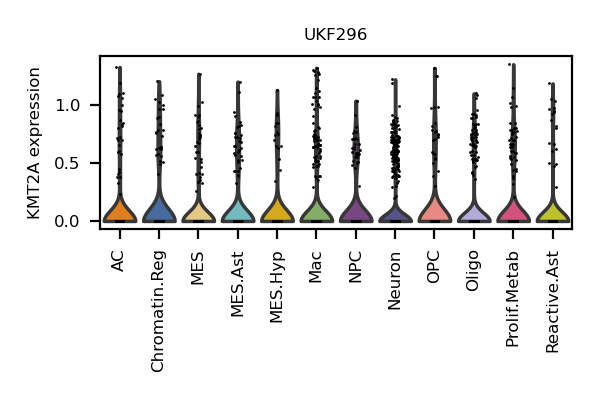 UKF296
KMT2A expression
1.0
0.5
0.0
AC
Chromatin.Reg
MES
MES.Ast
MES.Hyp
Mac
NPC
Neuron
OPC
Oligo
Prolif.Metab
Reactive.Ast